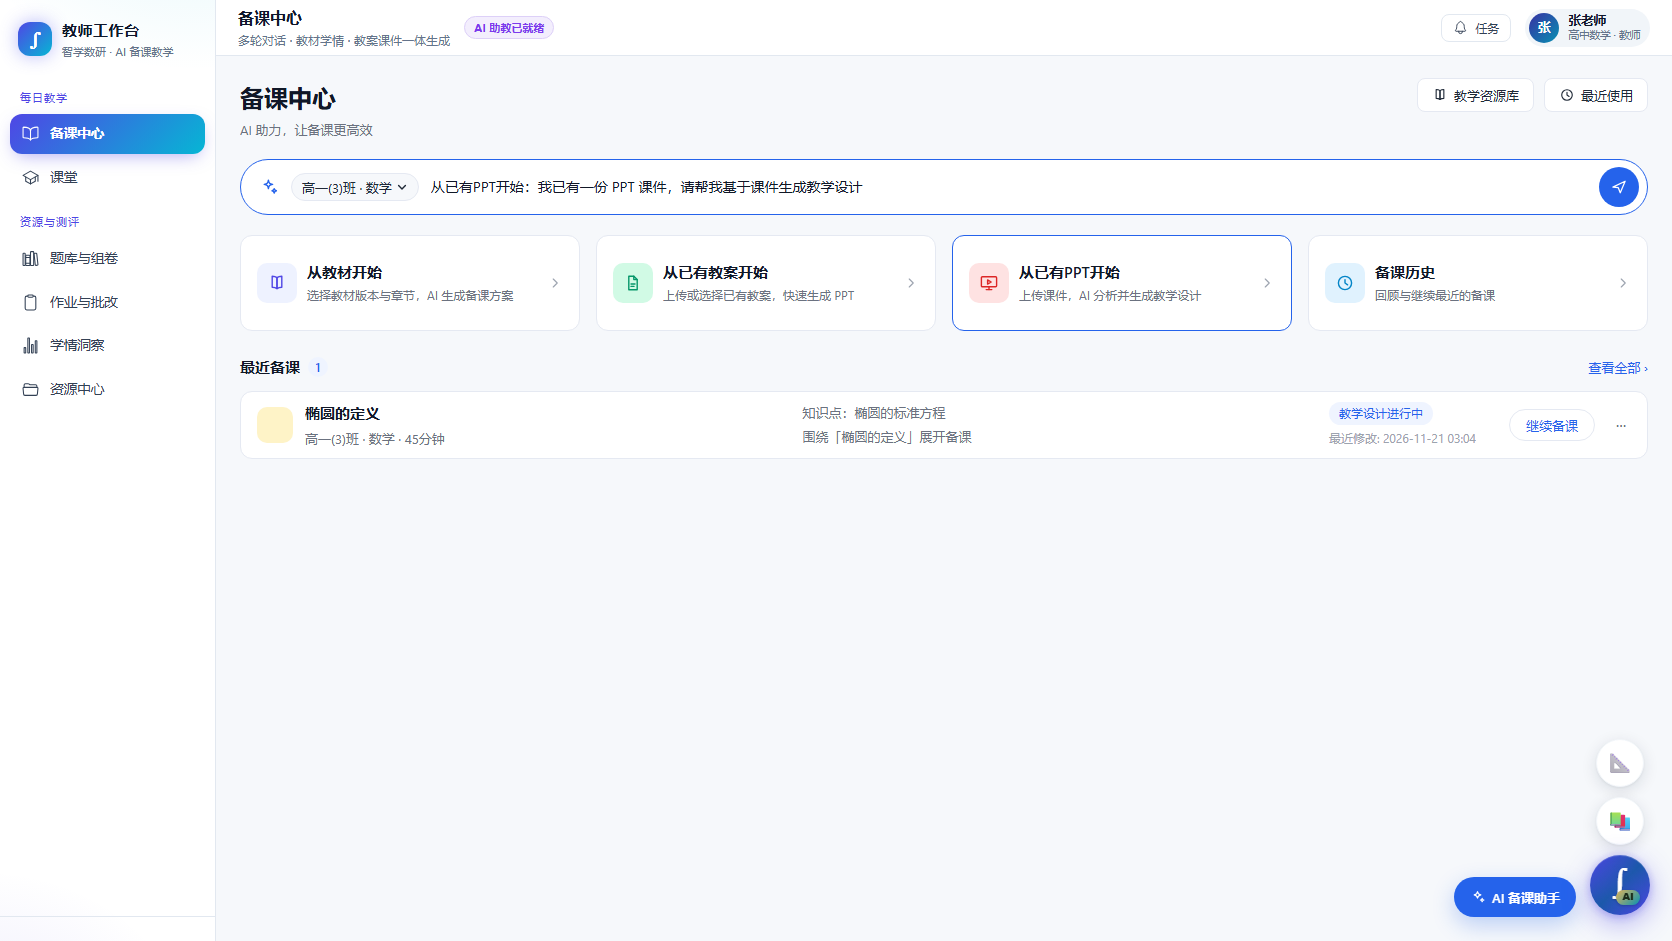 教师工作台
智学数研 · AI 备课教学
每日教学
备课中心
课堂
资源与测评
题库与组卷
作业与批改
学情洞察
资源中心
备课中心
多轮对话 · 教材学情 · 教案课件一体生成
AI 助教已就绪
任务
张
张老师
高中数学 · 教师
备课中心
AI 助力，让备课更高效
教学资源库
最近使用
高一(3)班 · 数学
从已有PPT开始：我已有一份 PPT 课件，请帮我基于课件生成教学设计
从教材开始
选择教材版本与章节，AI 生成备课方案
从已有教案开始
上传或选择已有教案，快速生成 PPT
从已有PPT开始
上传课件，AI 分析并生成教学设计
备课历史
回顾与继续最近的备课
最近备课 1
查看全部 ›
椭圆的定义
高一(3)班 · 数学 · 45分钟
知识点：椭圆的标准方程
围绕「椭圆的定义」展开备课
教学设计进行中
最近修改: 2026-11-21 03:04
继续备课
···
AI 备课助手
∫
AI